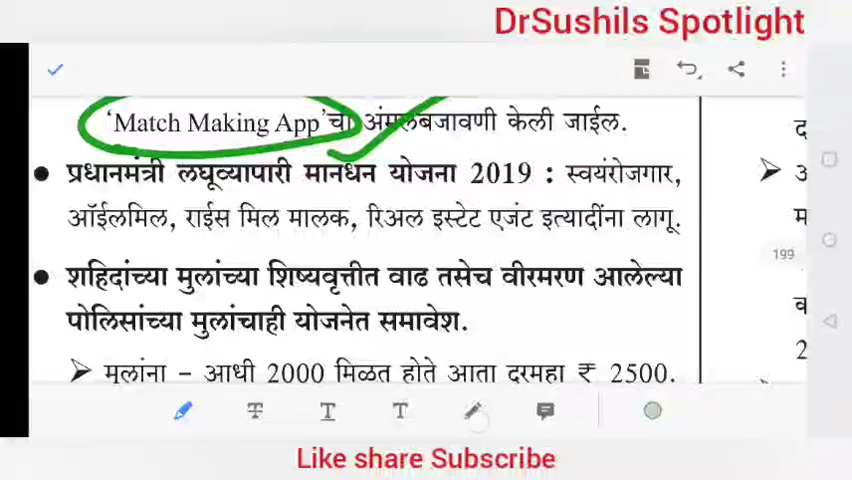 DrSushils Spotlight
'Match Making App'चा अंमलबजावणी केली जाईल.
● प्रधानमंत्री लघूव्यापारी मानधन योजना 2019 : स्वयंरोजगार,
ऑईलमिल, राईस मिल मालक, रिअल इस्टेट एजंट इत्यादींना लागू.
● शहिदांच्या मुलांच्या शिष्यवृत्तीत वाढ तसेच वीरमरण आलेल्या
पोलिसांच्या मुलांचाही योजनेत समावेश.
➢ मुलांना - आधी 2000 मिळत होते आता दरमहा ₹ 2500.
199
Like share Subscribe